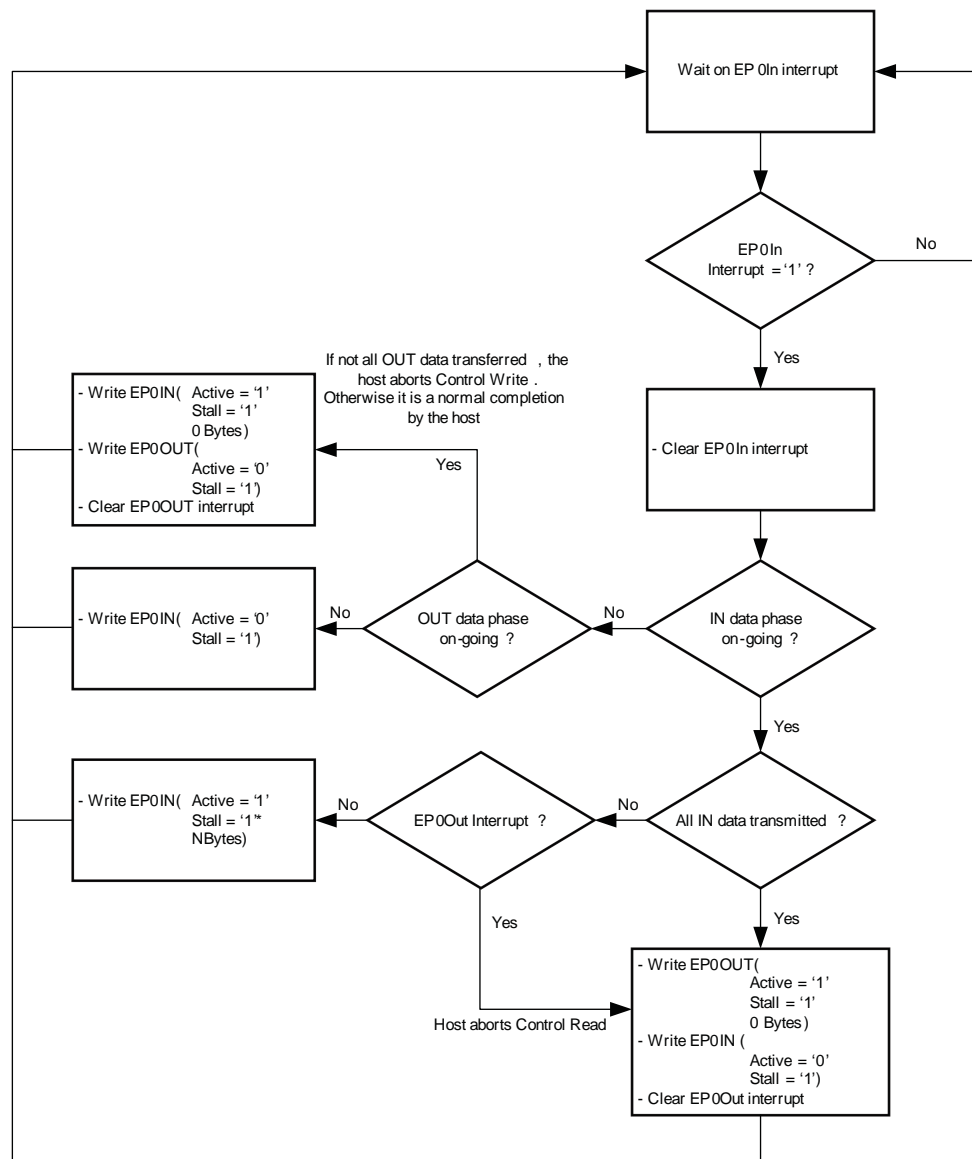 Wait on EP0In interrupt
EP0In
Interrupt = ‘1’ ?
No
Yes
If not all OUT data transferred , the
host aborts Control Write .
Otherwise it is a normal completion
by the host
- Write EP0IN( Active = ‘1’
Stall = ‘1’
0 Bytes)
- Write EP0OUT(
Active = ‘0’
Stall = ‘1’)
- Clear EP0OUT interrupt
Yes
- Clear EP0In interrupt
- Write EP0IN( Active = ‘0’
Stall = ‘1’)
No
OUT data phase
on-going ?
No
IN data phase
on-going ?
Yes
- Write EP0IN( Active = ‘1’
Stall = ‘1’*
NBytes)
No
EP0Out Interrupt ?
No
All IN data transmitted ?
Yes
Yes
Host aborts Control Read
- Write EP0OUT(
Active = ‘1’
Stall = ‘1’
0 Bytes)
- Write EP0IN (
Active = ‘0’
Stall = ‘1’)
- Clear EP0Out interrupt